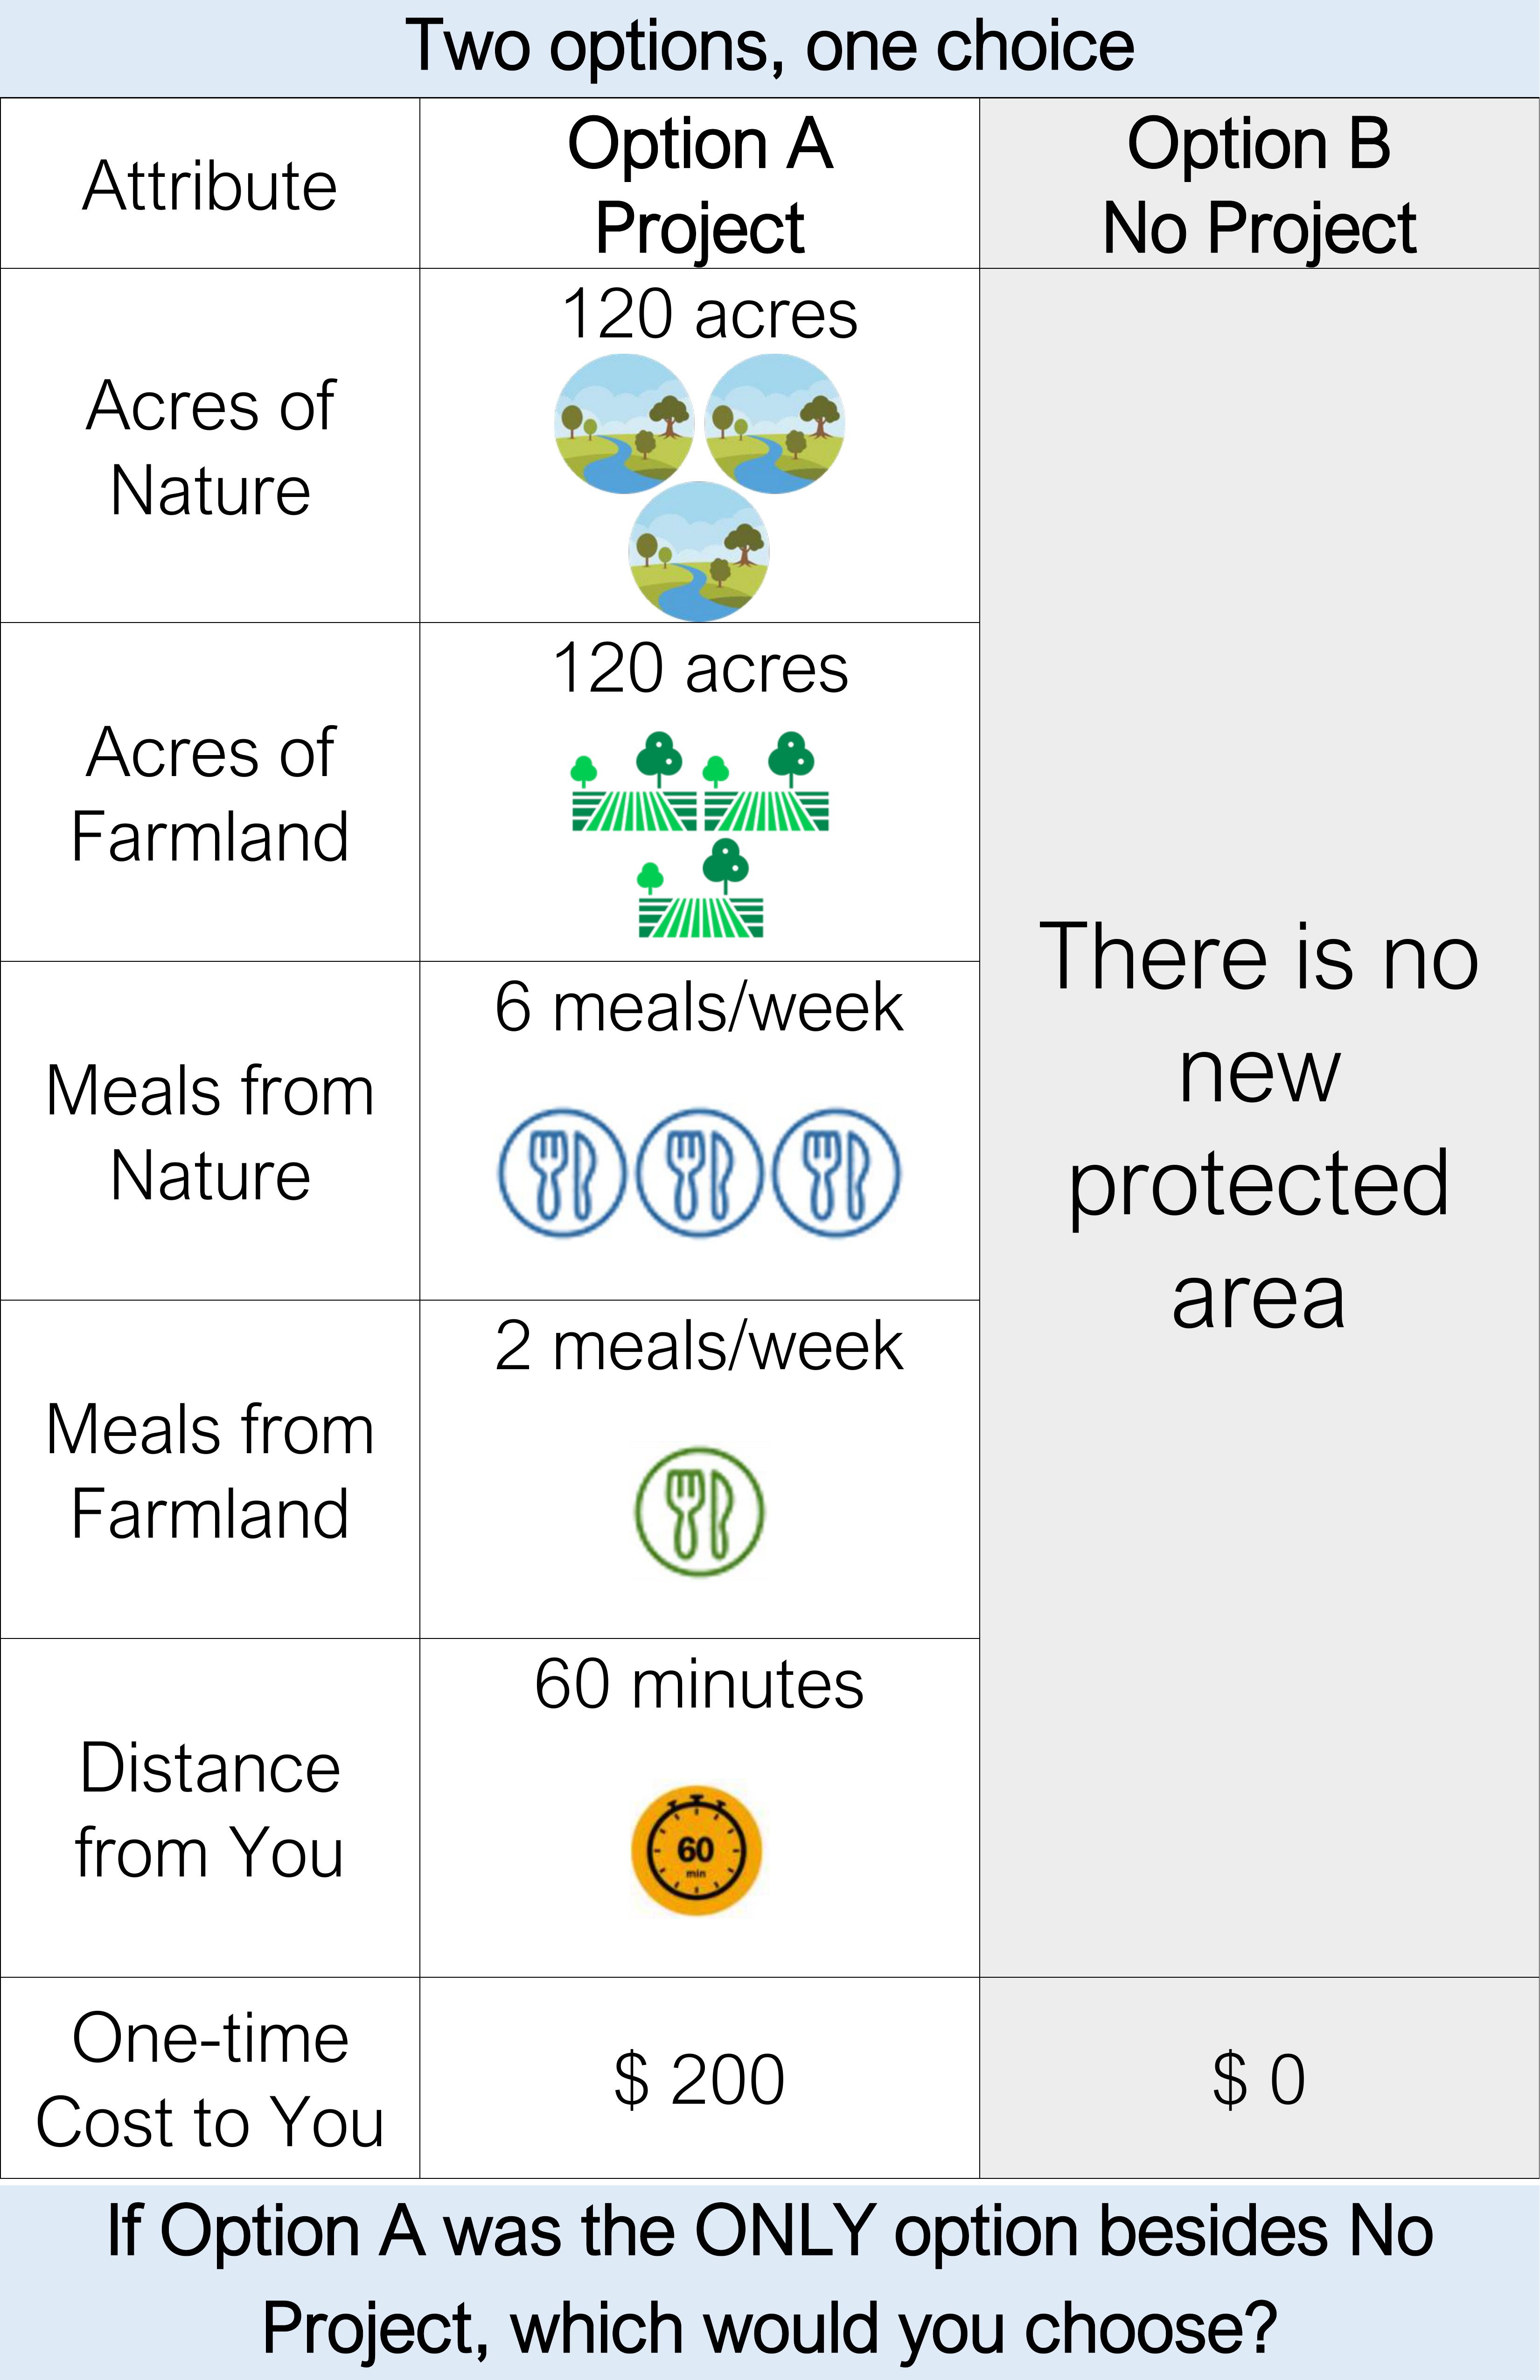 Two options, one choice
Attribute
Option A
Project
Option B
No Project
Acres of
Nature
120 acres
Acres of
Farmland
120 acres
Meals from
Nature
6 meals/week
Meals from
Farmland
2 meals/week
Distance
from You
60 minutes
60
min
There is no
new
protected
area
One-time
Cost to You
$ 200
$ 0
If Option A was the ONLY option besides No
Project, which would you choose?